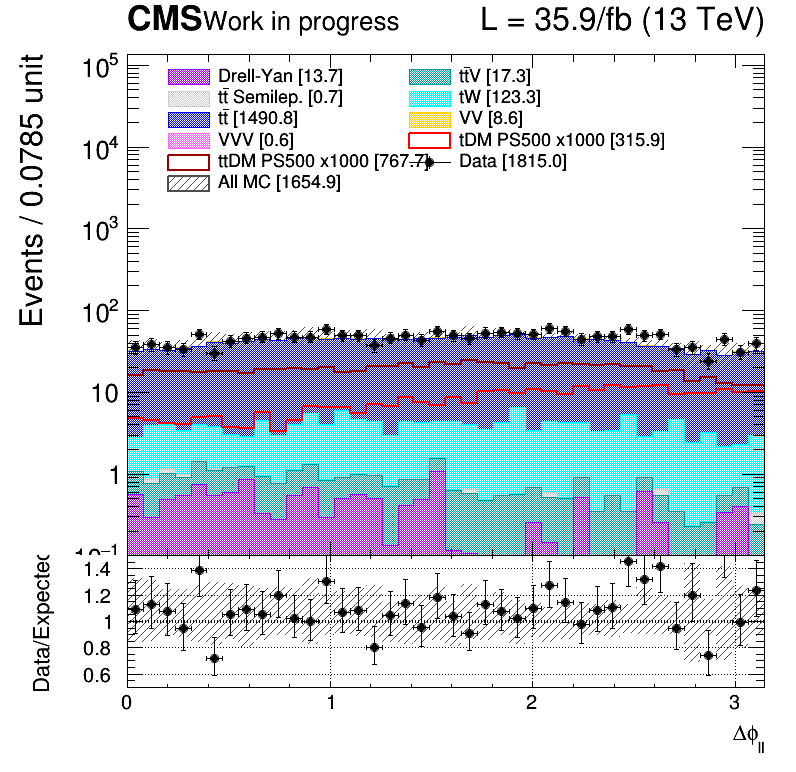 CMS Work in progress L = 35.9/fb (13 TeV)
Events / 0.0785 unit
10⁵
10⁴
10³
10²
10
1
10⁻¹
Drell-Yan [13.7]
tt̄V [17.3]
tt̄ Semilep. [0.7]
tW [123.3]
tt̄ [1490.8]
VV [8.6]
VVV [0.6]
tDM PS500 x1000 [315.9]
ttDM PS500 x1000 [767.7]
Data [1815.0]
All MC [1654.9]
Data/Expected
1.4
1.2
1
0.8
0.6
0 1 2 3
Δϕ_ll